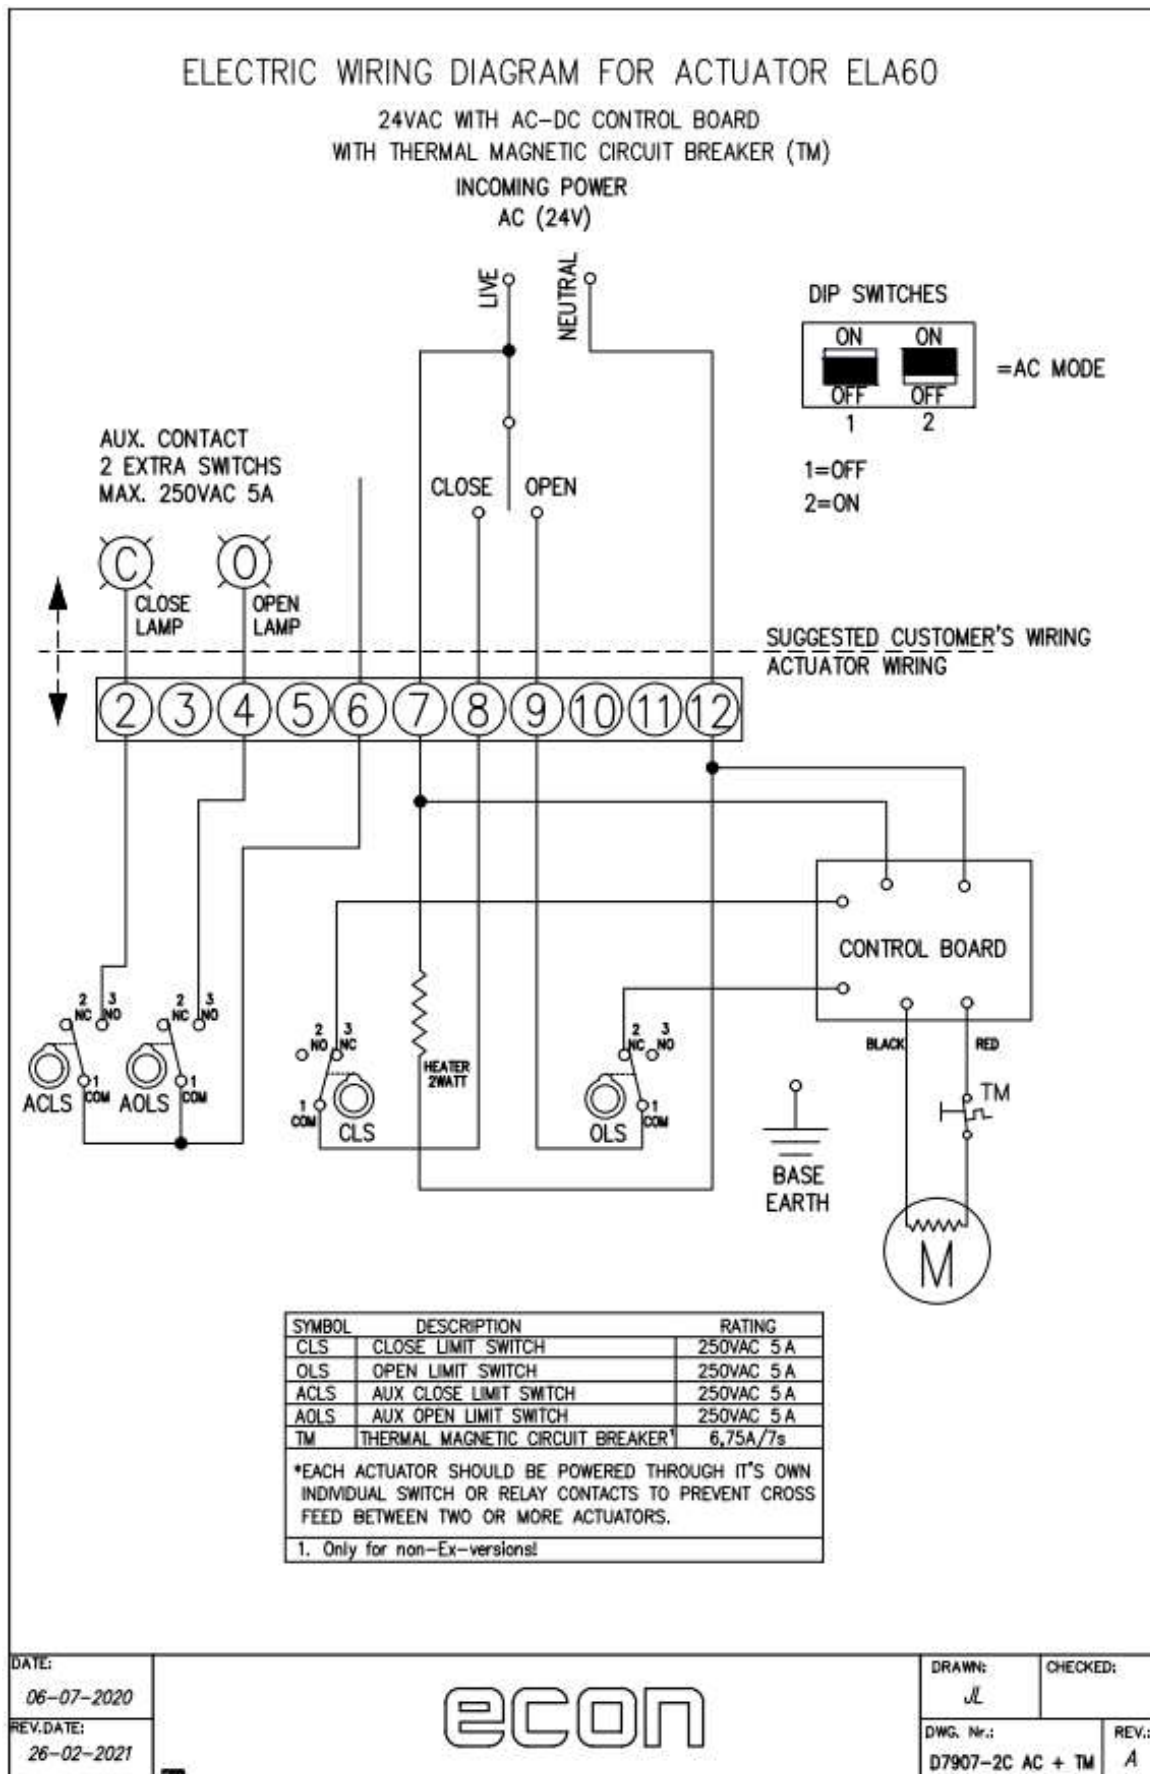 ELECTRIC WIRING DIAGRAM FOR ACTUATOR ELA60
24VAC WITH AC-DC CONTROL BOARD
WITH THERMAL MAGNETIC CIRCUIT BREAKER (TM)
INCOMING POWER
AC (24V)
LIVE
NEUTRAL
DIP SWITCHES
ON ON
OFF OFF
1 2
=AC MODE
1=OFF
2=ON
AUX. CONTACT
2 EXTRA SWITCHS
MAX. 250VAC 5A
CLOSE OPEN
C O
CLOSE
LAMP
OPEN
LAMP
SUGGESTED CUSTOMER'S WIRING
ACTUATOR WIRING
2 3 4 5 6 7 8 9 10 11 12
CONTROL BOARD
BLACK RED
2
NC
3
NO
1
COM
ACLS
2
NC
3
NO
1
COM
AOLS
2
NO
3
NC
1
COM
CLS
HEATER
2WATT
2
NC
3
NO
1
COM
OLS
TM
BASE
EARTH
M
SYMBOL DESCRIPTION RATING
CLS CLOSE LIMIT SWITCH 250VAC 5A
OLS OPEN LIMIT SWITCH 250VAC 5A
ACLS AUX CLOSE LIMIT SWITCH 250VAC 5A
AOLS AUX OPEN LIMIT SWITCH 250VAC 5A
TM THERMAL MAGNETIC CIRCUIT BREAKER¹ 6,75A/7s
*EACH ACTUATOR SHOULD BE POWERED THROUGH IT'S OWN
INDIVIDUAL SWITCH OR RELAY CONTACTS TO PREVENT CROSS
FEED BETWEEN TWO OR MORE ACTUATORS.
1. Only for non-Ex-versions!
DATE:
06-07-2020
REV.DATE:
26-02-2021
econ
DRAWN:
JL
CHECKED:
DWG. Nr.:
D7907-2C AC + TM
REV.:
A